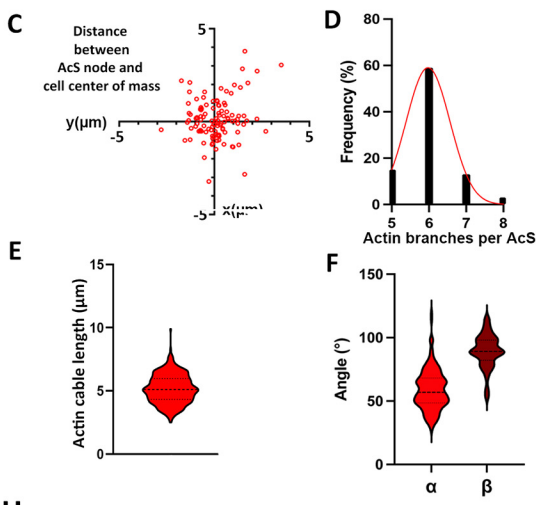 C
Distance
between
AcS node and
cell center of mass
5
y(μm)
-5
5
-5
D
Frequency (%)
80
60
40
20
0
5 6 7 8
Actin branches per AcS
E
Actin cable length (μm)
15
10
5
0
F
Angle (°)
150
100
50
0
α β